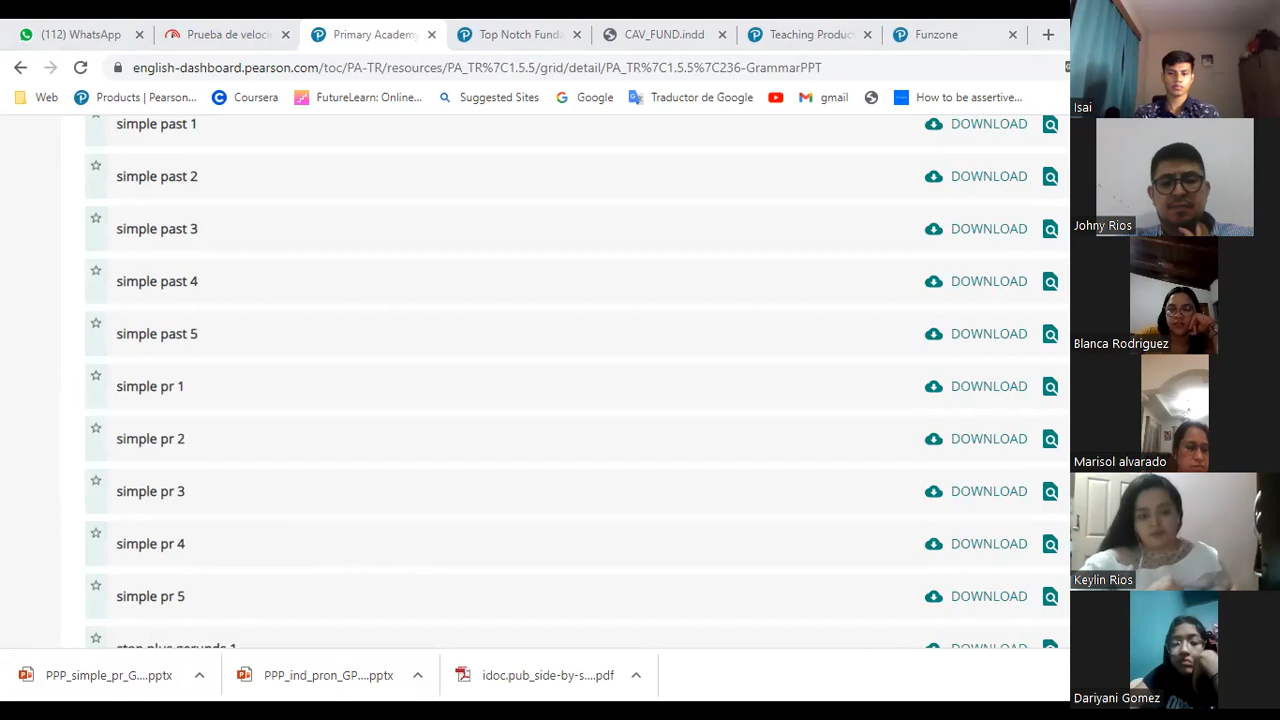 (112) WhatsApp
Prueba de veloci
Primary Academy
Top Notch Funda
CAV_FUND.indd
Teaching Produc
Funzone
english-dashboard.pearson.com/toc/PA-TR/resources/PA_TR%7C1.5.5/grid/detail/PA_TR%7C1.5.5%7C236-GrammarPPT
Web
Products | Pearson...
Coursera
FutureLearn: Online...
Suggested Sites
Google
Traductor de Google
gmail
How to be assertive...
simple past 1 DOWNLOAD
simple past 2 DOWNLOAD
simple past 3 DOWNLOAD
simple past 4 DOWNLOAD
simple past 5 DOWNLOAD
simple pr 1 DOWNLOAD
simple pr 2 DOWNLOAD
simple pr 3 DOWNLOAD
simple pr 4 DOWNLOAD
simple pr 5 DOWNLOAD
PPP_simple_pr_G....pptx
PPP_ind_pron_GP....pptx
idoc.pub_side-by-s....pdf
Isai
Johny Rios
Blanca Rodriguez
Marisol alvarado
Keylin Rios
Dariyani Gomez